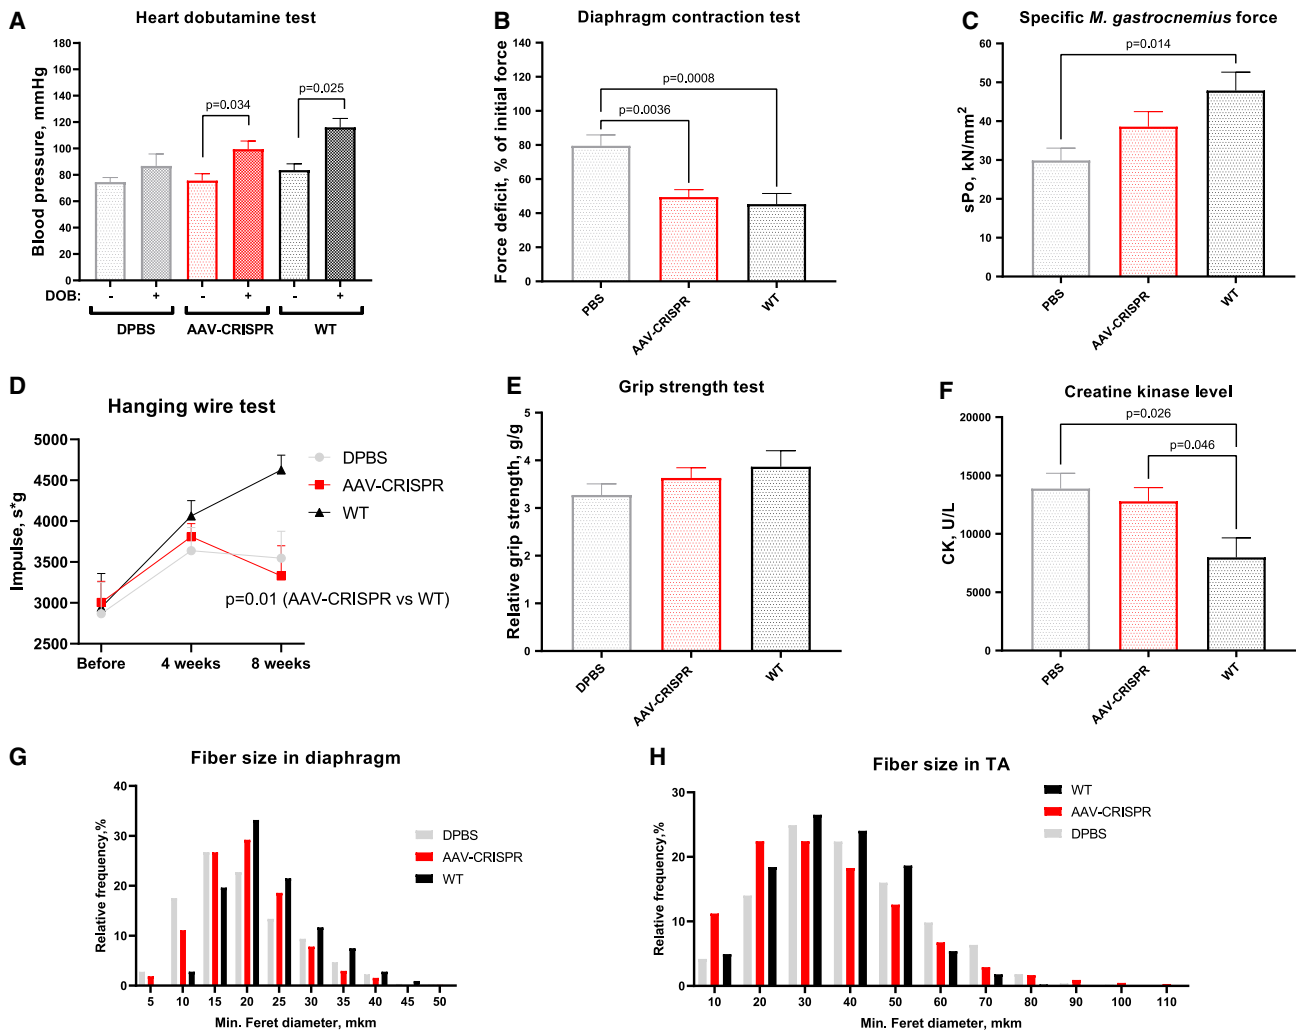 A
Heart dobutamine test
Blood pressure, mmHg
180
160
140
120
100
80
60
40
20
0
p=0.034
p=0.025
DOB: - + - + - +
DPBS AAV-CRISPR WT
B
Diaphragm contraction test
Force deficit, % of initial force
140
120
100
80
60
40
20
0
p=0.0008
p=0.0036
PBS AAV-CRISPR WT
C
Specific M. gastrocnemius force
sPo, kN/mm²
60
50
40
30
20
10
0
p=0.014
PBS AAV-CRISPR WT
D
Hanging wire test
Impulse, s*g
5000
4500
4000
3500
3000
2500
DPBS
AAV-CRISPR
WT
p=0.01 (AAV-CRISPR vs WT)
Before 4 weeks 8 weeks
E
Grip strength test
Relative grip strength, g/g
5
4
3
2
1
0
DPBS AAV-CRISPR WT
F
Creatine kinase level
CK, U/L
20000
15000
10000
5000
0
p=0.026
p=0.046
PBS AAV-CRISPR WT
G
Fiber size in diaphragm
Relative frequency,%
40
30
20
10
0
DPBS
AAV-CRISPR
WT
5 10 15 20 25 30 35 40 45 50
Min. Feret diameter, mkm
H
Fiber size in TA
Relative frequency,%
30
20
10
0
WT
AAV-CRISPR
DPBS
10 20 30 40 50 60 70 80 90 100 110
Min. Feret diameter, mkm